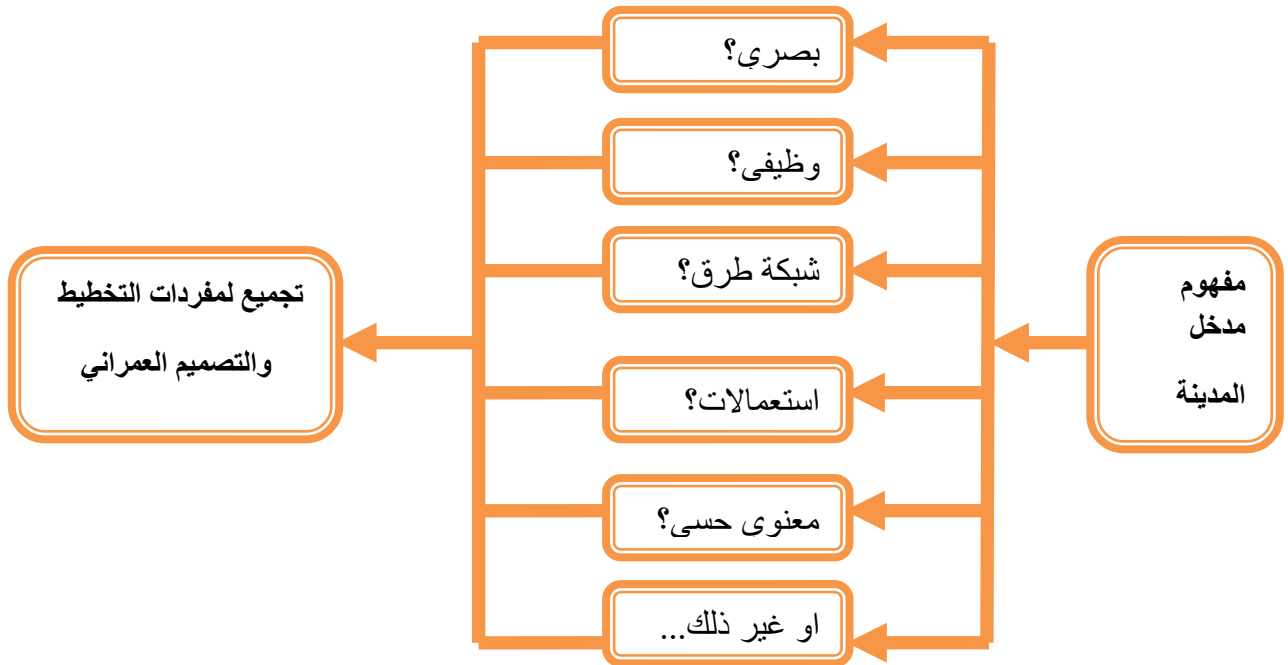 مفهوم
مدخل
المدينة
بصري؟
وظيفى؟
شبكة طرق؟
استعمالات؟
معنوى حسى؟
او غير ذلك...
تجميع لمفردات التخطيط
والتصميم العمراني